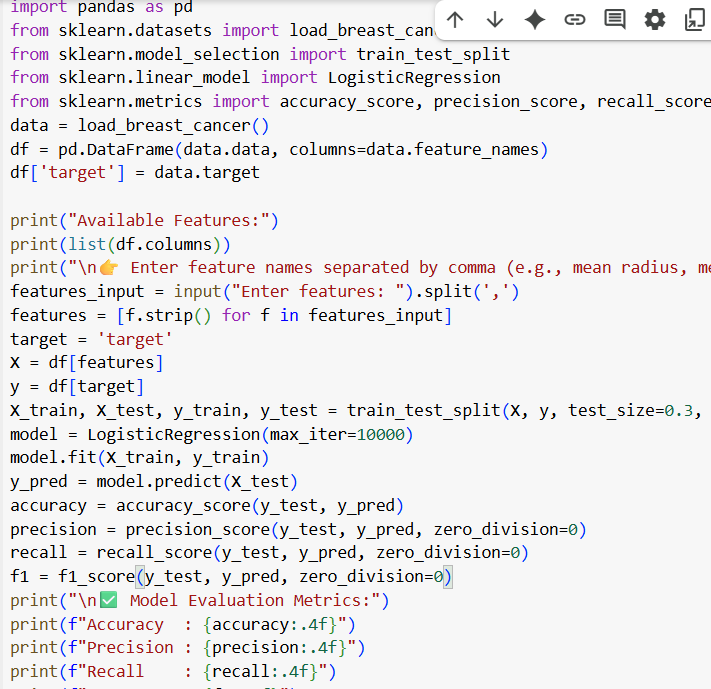 import pandas as pd
from sklearn.datasets import load_breast_can
from sklearn.model_selection import train_test_split
from sklearn.linear_model import LogisticRegression
from sklearn.metrics import accuracy_score, precision_score, recall_score
data = load_breast_cancer()
df = pd.DataFrame(data.data, columns=data.feature_names)
df['target'] = data.target
print("Available Features:")
print(list(df.columns))
print("\n👉 Enter feature names separated by comma (e.g., mean radius, me
features_input = input("Enter features: ").split(',')
features = [f.strip() for f in features_input]
target = 'target'
X = df[features]
y = df[target]
X_train, X_test, y_train, y_test = train_test_split(X, y, test_size=0.3,
model = LogisticRegression(max_iter=10000)
model.fit(X_train, y_train)
y_pred = model.predict(X_test)
accuracy = accuracy_score(y_test, y_pred)
precision = precision_score(y_test, y_pred, zero_division=0)
recall = recall_score(y_test, y_pred, zero_division=0)
f1 = f1_score(y_test, y_pred, zero_division=0)
print("\n✅ Model Evaluation Metrics:")
print(f"Accuracy  : {accuracy:.4f}")
print(f"Precision : {precision:.4f}")
print(f"Recall    : {recall:.4f}")